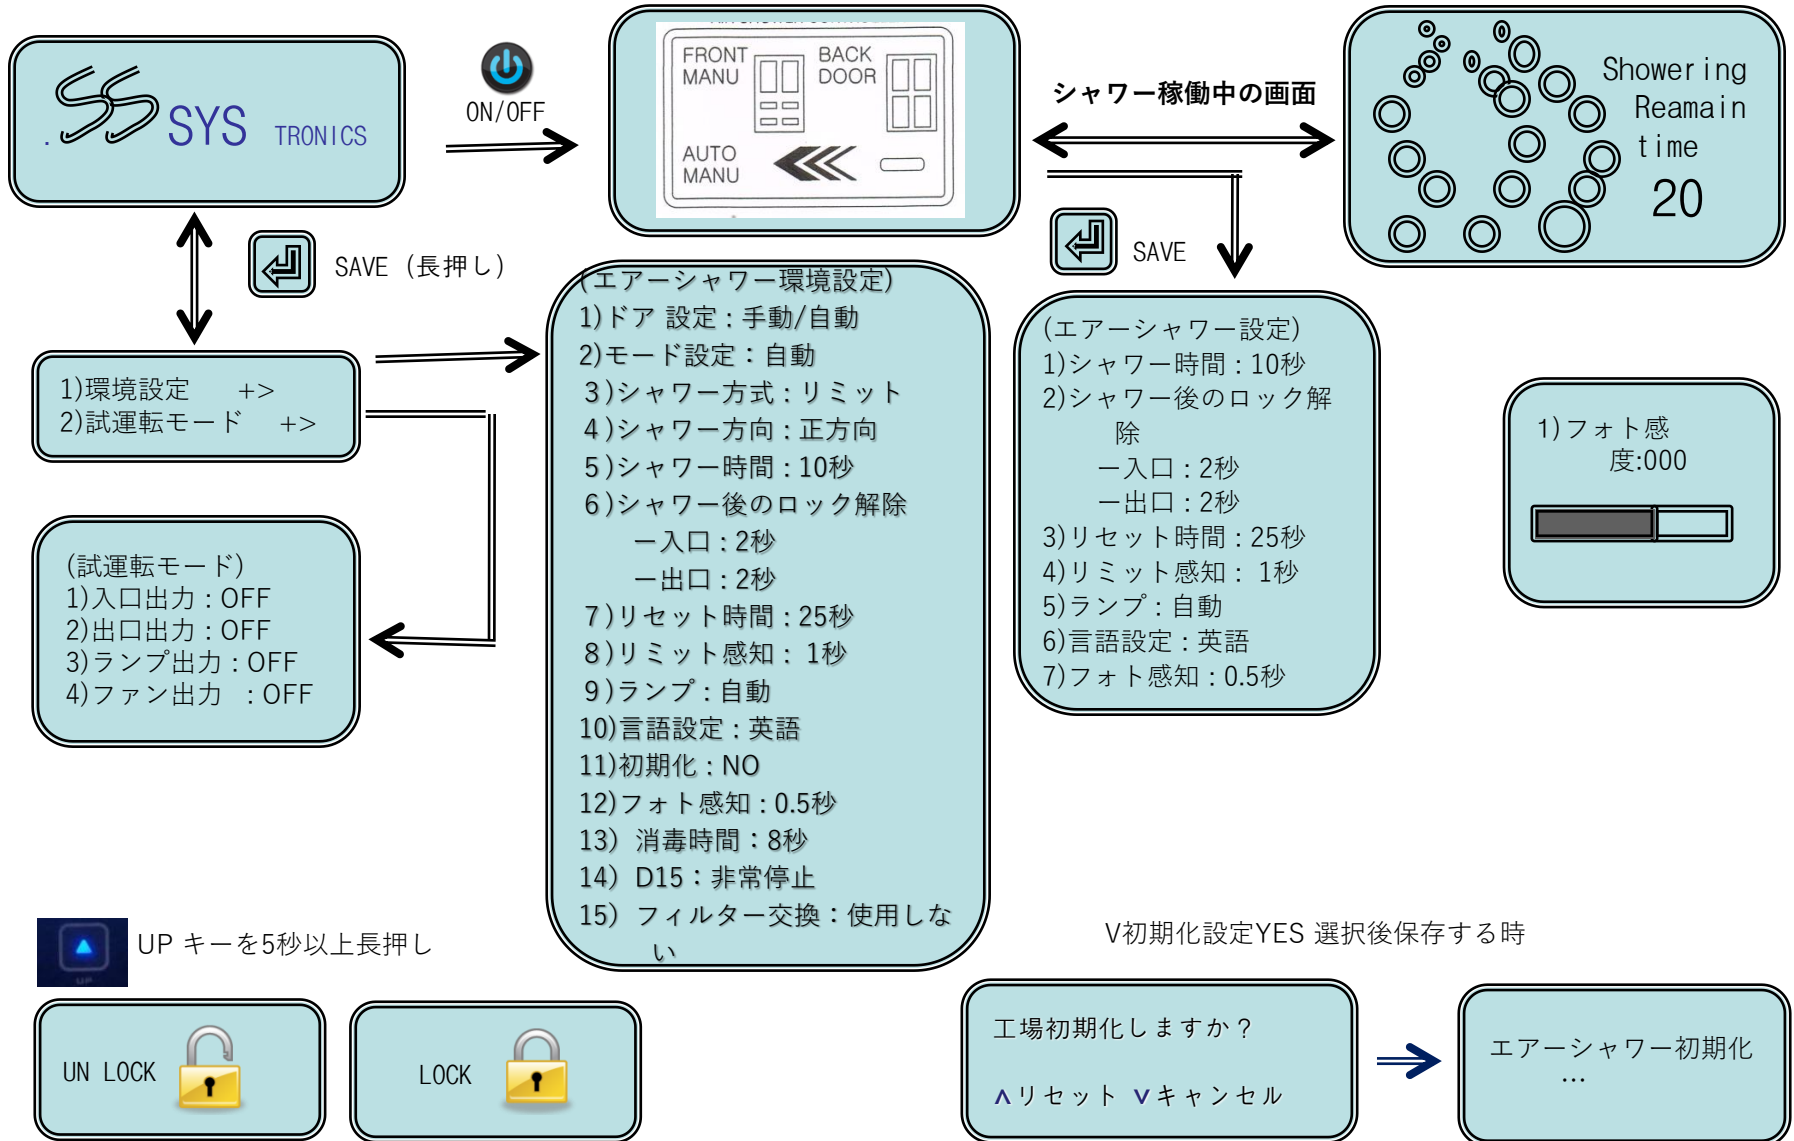 SS SYS TRONICS
ON/OFF
FRONT
MANU
BACK
DOOR
AUTO
MANU
シャワー稼働中の画面
Showering
Reamain
time
20
SAVE (長押し)
SAVE
1)環境設定 +>
2)試運転モード +>
(試運転モード)
1)入口出力 : OFF
2)出口出力 : OFF
3)ランプ出力 : OFF
4)ファン出力 : OFF
(エアーシャワー環境設定)
1)ドア 設定 : 手動/自動
2)モード設定：自動
３)シャワー方式 : リミット
４)シャワー方向 : 正方向
５)シャワー時間 : 10秒
６)シャワー後のロック解除
ー入口 : 2秒
ー出口 : 2秒
７)リセット時間 : 25秒
８)リミット感知 : 1秒
９)ランプ : 自動
10)言語設定 : 英語
11)初期化 : NO
12)フォト感知 : 0.5秒
13) 消毒時間：8秒
14) D15：非常停止
15) フィルター交換：使用しな
い
(エアーシャワー設定)
1)シャワー時間 : 10秒
2)シャワー後のロック解
除
ー入口 : 2秒
ー出口 : 2秒
3)リセット時間 : 25秒
4)リミット感知 : 1秒
5)ランプ : 自動
6)言語設定 : 英語
7)フォト感知 : 0.5秒
1)フォト感
度:000
UP
UP キーを5秒以上長押し
UN LOCK
LOCK
V初期化設定YES 選択後保存する時
工場初期化しますか？
∧リセット ∨キャンセル
エアーシャワー初期化
…